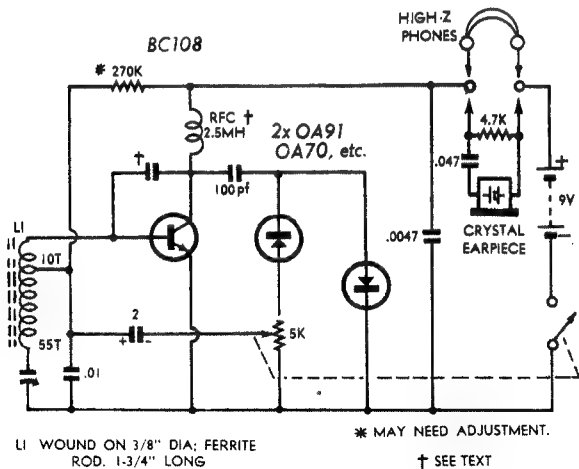 HIGH-Z
PHONES
BC108
* 270K
RFC †
2.5MH
2x OA91
OA70, etc.
4.7K
†
100pf
.047
+
9V
CRYSTAL
EARPIECE
L1
10T
.0047
2
+ -
5K
55T
.01
L1 WOUND ON 3/8" DIA; FERRITE
ROD. 1-3/4" LONG
* MAY NEED ADJUSTMENT.
† SEE TEXT